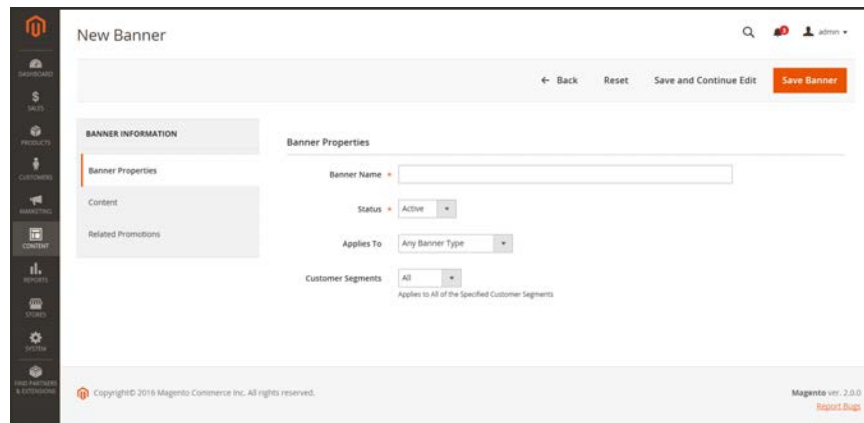 New Banner
3
admin
← Back
Reset
Save and Continue Edit
Save Banner
DASHBOARD
SALES
PRODUCTS
CUSTOMERS
MARKETING
CONTENT
REPORTS
STORES
SYSTEM
FIND PARTNERS
& EXTENSIONS
BANNER INFORMATION
Banner Properties
Content
Related Promotions
Banner Properties
Banner Name *
Status * Active
Applies To Any Banner Type
Customer Segments All
Applies to All of the Specified Customer Segments
Copyright© 2016 Magento Commerce Inc. All rights reserved.
Magento ver. 2.0.0
Report Bugs